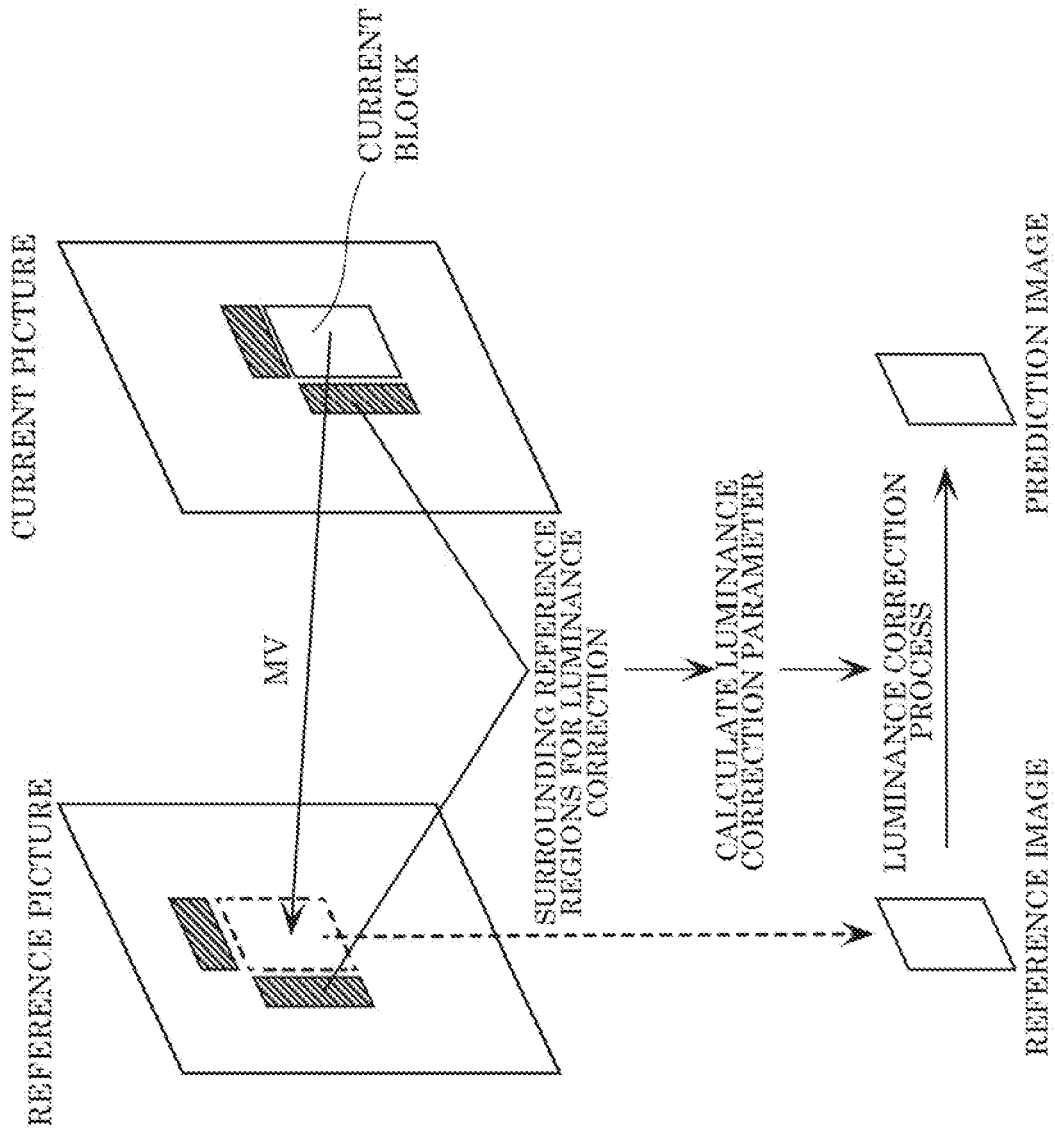 REFERENCE PICTURE
CURRENT PICTURE
MV
CURRENT
BLOCK
SURROUNDING REFERENCE
REGIONS FOR LUMINANCE
CORRECTION
CALCULATE LUMINANCE
CORRECTION PARAMETER
LUMINANCE CORRECTION
PROCESS
REFERENCE IMAGE
PREDICTION IMAGE